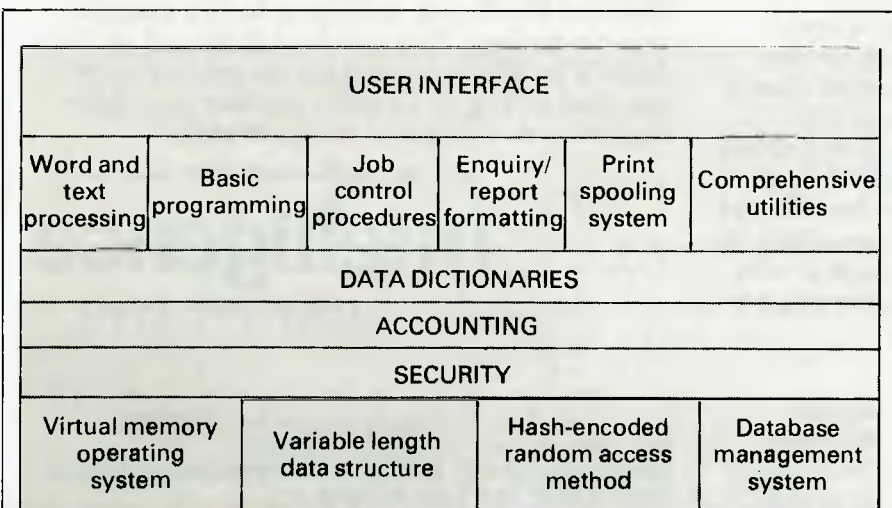 USER INTERFACE
Word and
text
processing
Basic
programming
Job
control
procedures
Enquiry/
report
formatting
Print
spooling
system
Comprehensive
utilities
DATA DICTIONARIES
ACCOUNTING
SECURITY
Virtual memory
operating
system
Variable length
data structure
Hash-encoded
random access
method
Database
management
system